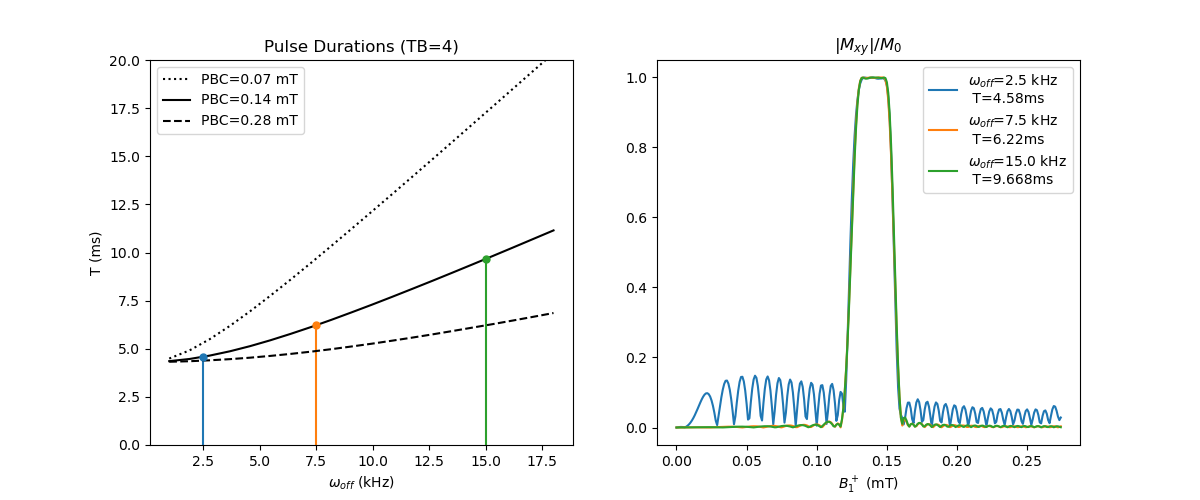 Pulse Durations (TB=4)
PBC=0.07 mT
PBC=0.14 mT
PBC=0.28 mT
20.0
17.5
15.0
12.5
10.0
7.5
5.0
2.5
0.0
T (ms)
2.5 5.0 7.5 10.0 12.5 15.0 17.5
ω_off (kHz)
|M_xy|/M_0
ω_off=2.5 kHz
T=4.58ms
ω_off=7.5 kHz
T=6.22ms
ω_off=15.0 kHz
T=9.668ms
1.0
0.8
0.6
0.4
0.2
0.0
0.00 0.05 0.10 0.15 0.20 0.25
B_1^+ (mT)